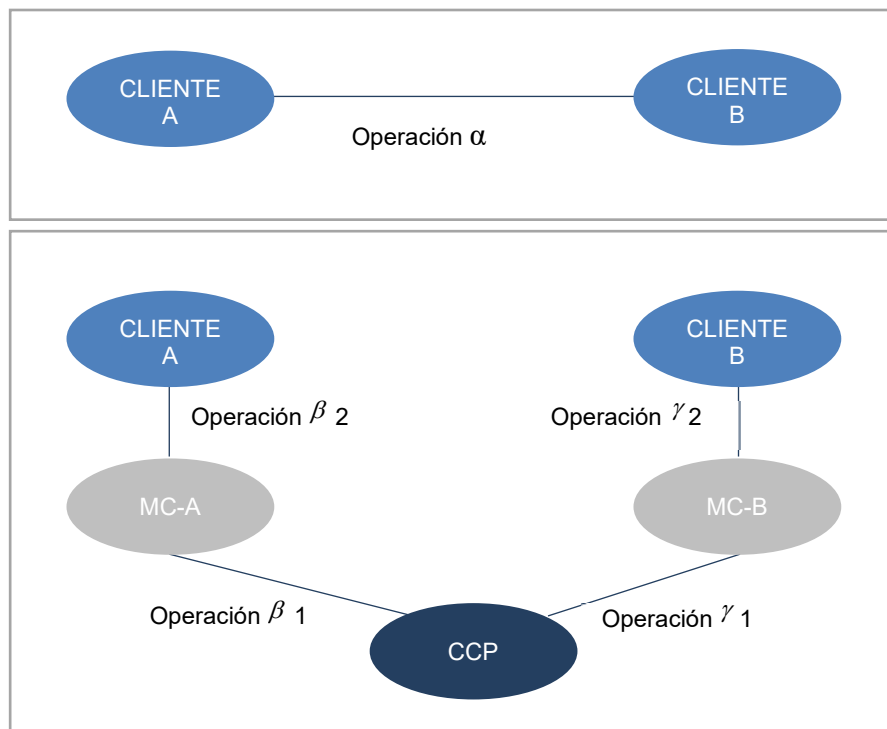 CLIENTE
A
CLIENTE
B
Operación α
CLIENTE
A
CLIENTE
B
Operación β 2
Operación γ 2
MC-A
MC-B
Operación β 1
Operación γ 1
CCP